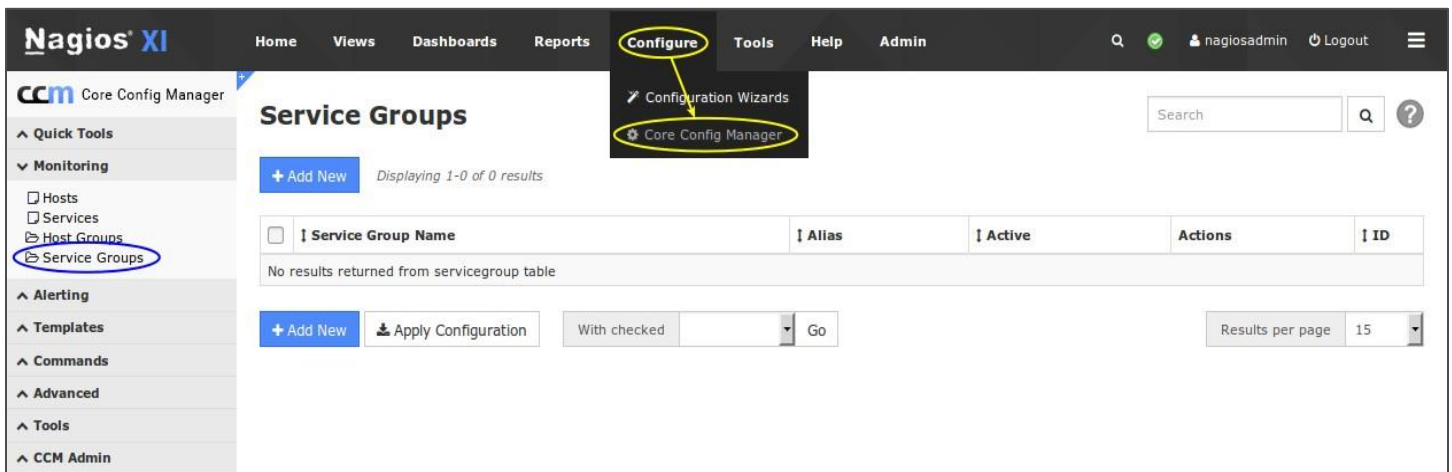 Nagios® XI
Home Views Dashboards Reports Configure Tools Help Admin nagiosadmin Logout
Configuration Wizards
Core Config Manager
ccm Core Config Manager
Quick Tools
Monitoring
Hosts
Services
Host Groups
Service Groups
Alerting
Templates
Commands
Advanced
Tools
CCM Admin
Service Groups
Search
+ Add New Displaying 1-0 of 0 results
Service Group Name Alias Active Actions ID
No results returned from servicegroup table
+ Add New Apply Configuration With checked Go Results per page 15